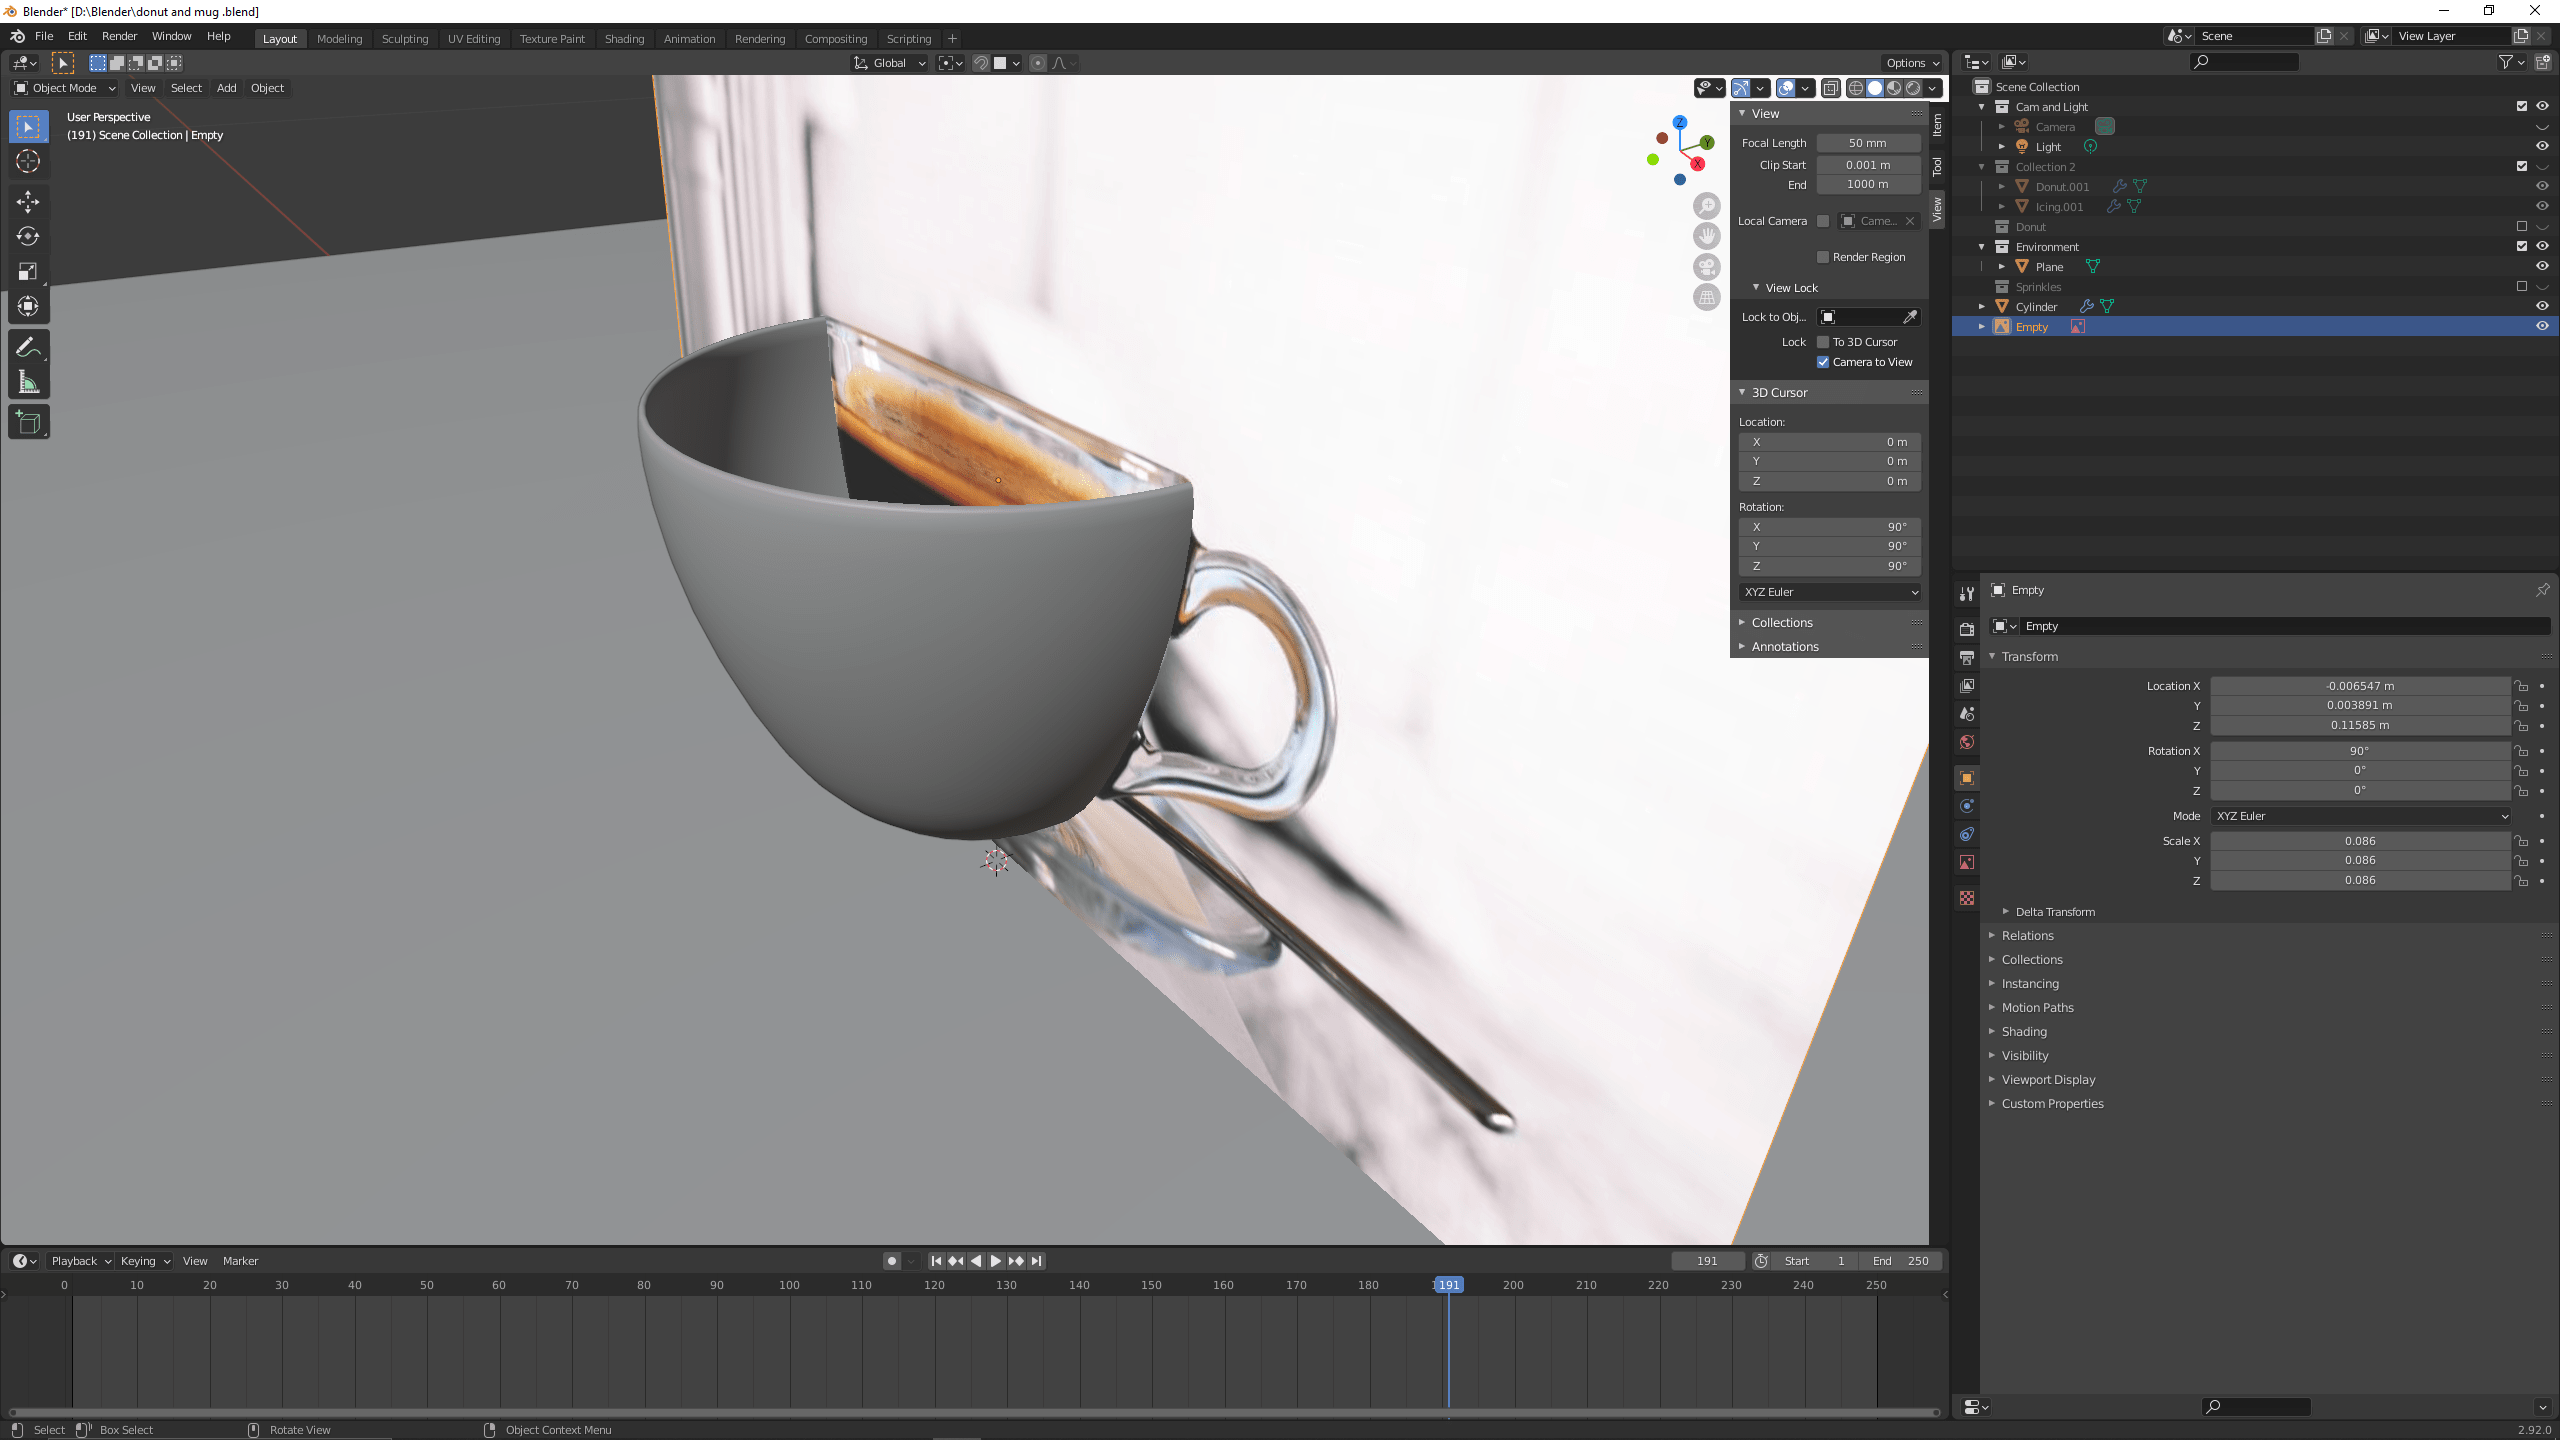 Blender* [D:\Blender\donut and mug .blend]
File Edit Render Window Help Layout Modeling Sculpting UV Editing Texture Paint Shading Animation Rendering Compositing Scripting + Scene View Layer
Global Options
Object Mode View Select Add Object
User Perspective
(191) Scene Collection | Empty
Z
Y
X
View
Focal Length 50 mm
Clip Start 0.001 m
End 1000 m
Local Camera Came...
Render Region
View Lock
Lock to Obj...
Lock To 3D Cursor
Camera to View
3D Cursor
Location:
X 0 m
Y 0 m
Z 0 m
Rotation:
X 90°
Y 90°
Z 90°
XYZ Euler
Collections
Annotations
Item
Tool
View
Scene Collection
Cam and Light
Camera
Light
Collection 2
Donut.001
Icing.001
Donut
Environment
Plane
Sprinkles
Cylinder
Empty
Empty
Empty
Transform
Location X -0.006547 m
Y 0.003891 m
Z 0.11585 m
Rotation X 90°
Y 0°
Z 0°
Mode XYZ Euler
Scale X 0.086
Y 0.086
Z 0.086
Delta Transform
Relations
Collections
Instancing
Motion Paths
Shading
Visibility
Viewport Display
Custom Properties
Playback Keying View Marker 191 Start 1 End 250
0 10 20 30 40 50 60 70 80 90 100 110 120 130 140 150 160 170 180 191 200 210 220 230 240 250
Select Box Select Rotate View Object Context Menu 2.92.0